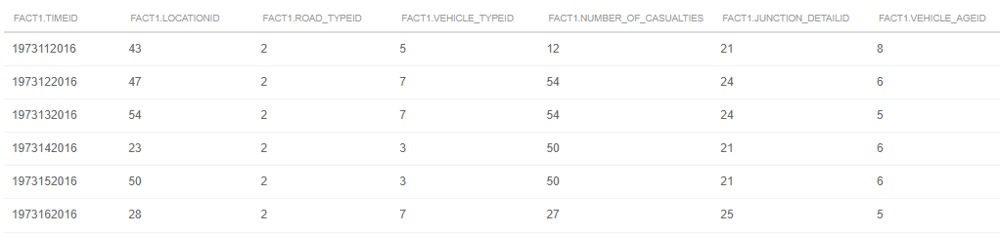 FACT1.TIMEID FACT1.LOCATIONID FACT1.ROAD_TYPEID FACT1.VEHICLE_TYPEID FACT1.NUMBER_OF_CASUALTIES FACT1.JUNCTION_DETAILID FACT1.VEHICLE_AGEID
1973112016 43 2 5 12 21 8
1973122016 47 2 7 54 24 6
1973132016 54 2 7 54 24 5
1973142016 23 2 3 50 21 6
1973152016 50 2 3 50 21 6
1973162016 28 2 7 27 25 5